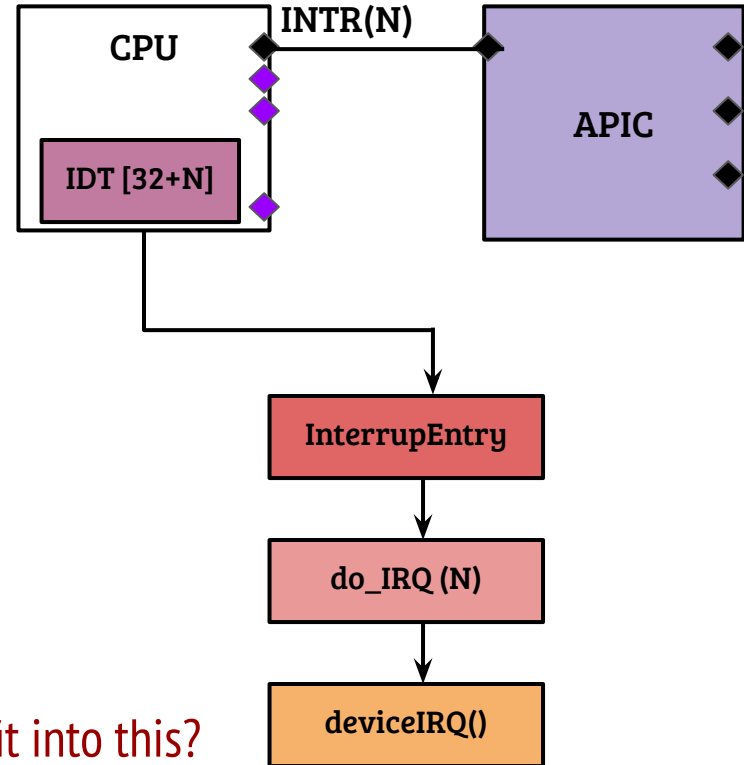 INTR(N)
CPU
APIC
IDT [32+N]
InterrupEntry
do_IRQ (N)
deviceIRQ()
it into this?